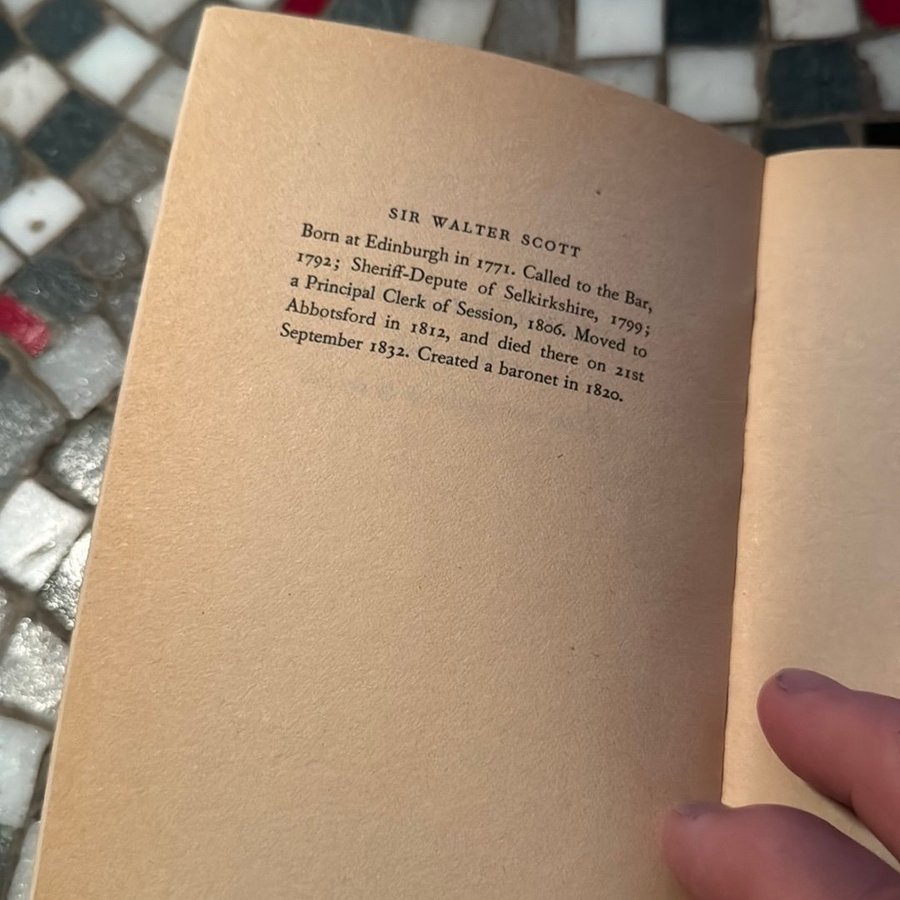 SIR WALTER SCOTT
Born at Edinburgh in 1771. Called to the Bar,
1792; Sheriff-Depute of Selkirkshire, 1799;
a Principal Clerk of Session, 1806. Moved to
Abbotsford in 1812, and died there on 21st
September 1832. Created a baronet in 1820.